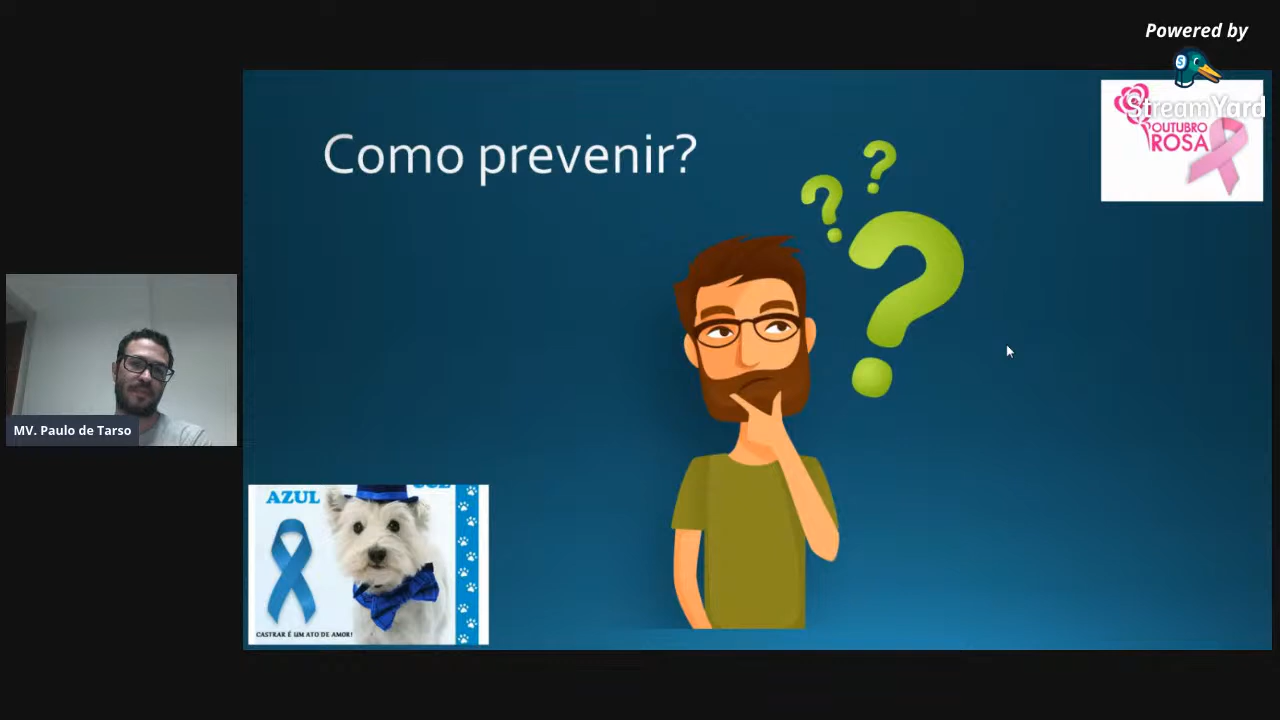 Powered by
StreamYard
OUTUBRO
ROSA
Como prevenir?
MV. Paulo de Tarso
AZUL
CASTRAR É UM ATO DE AMOR!